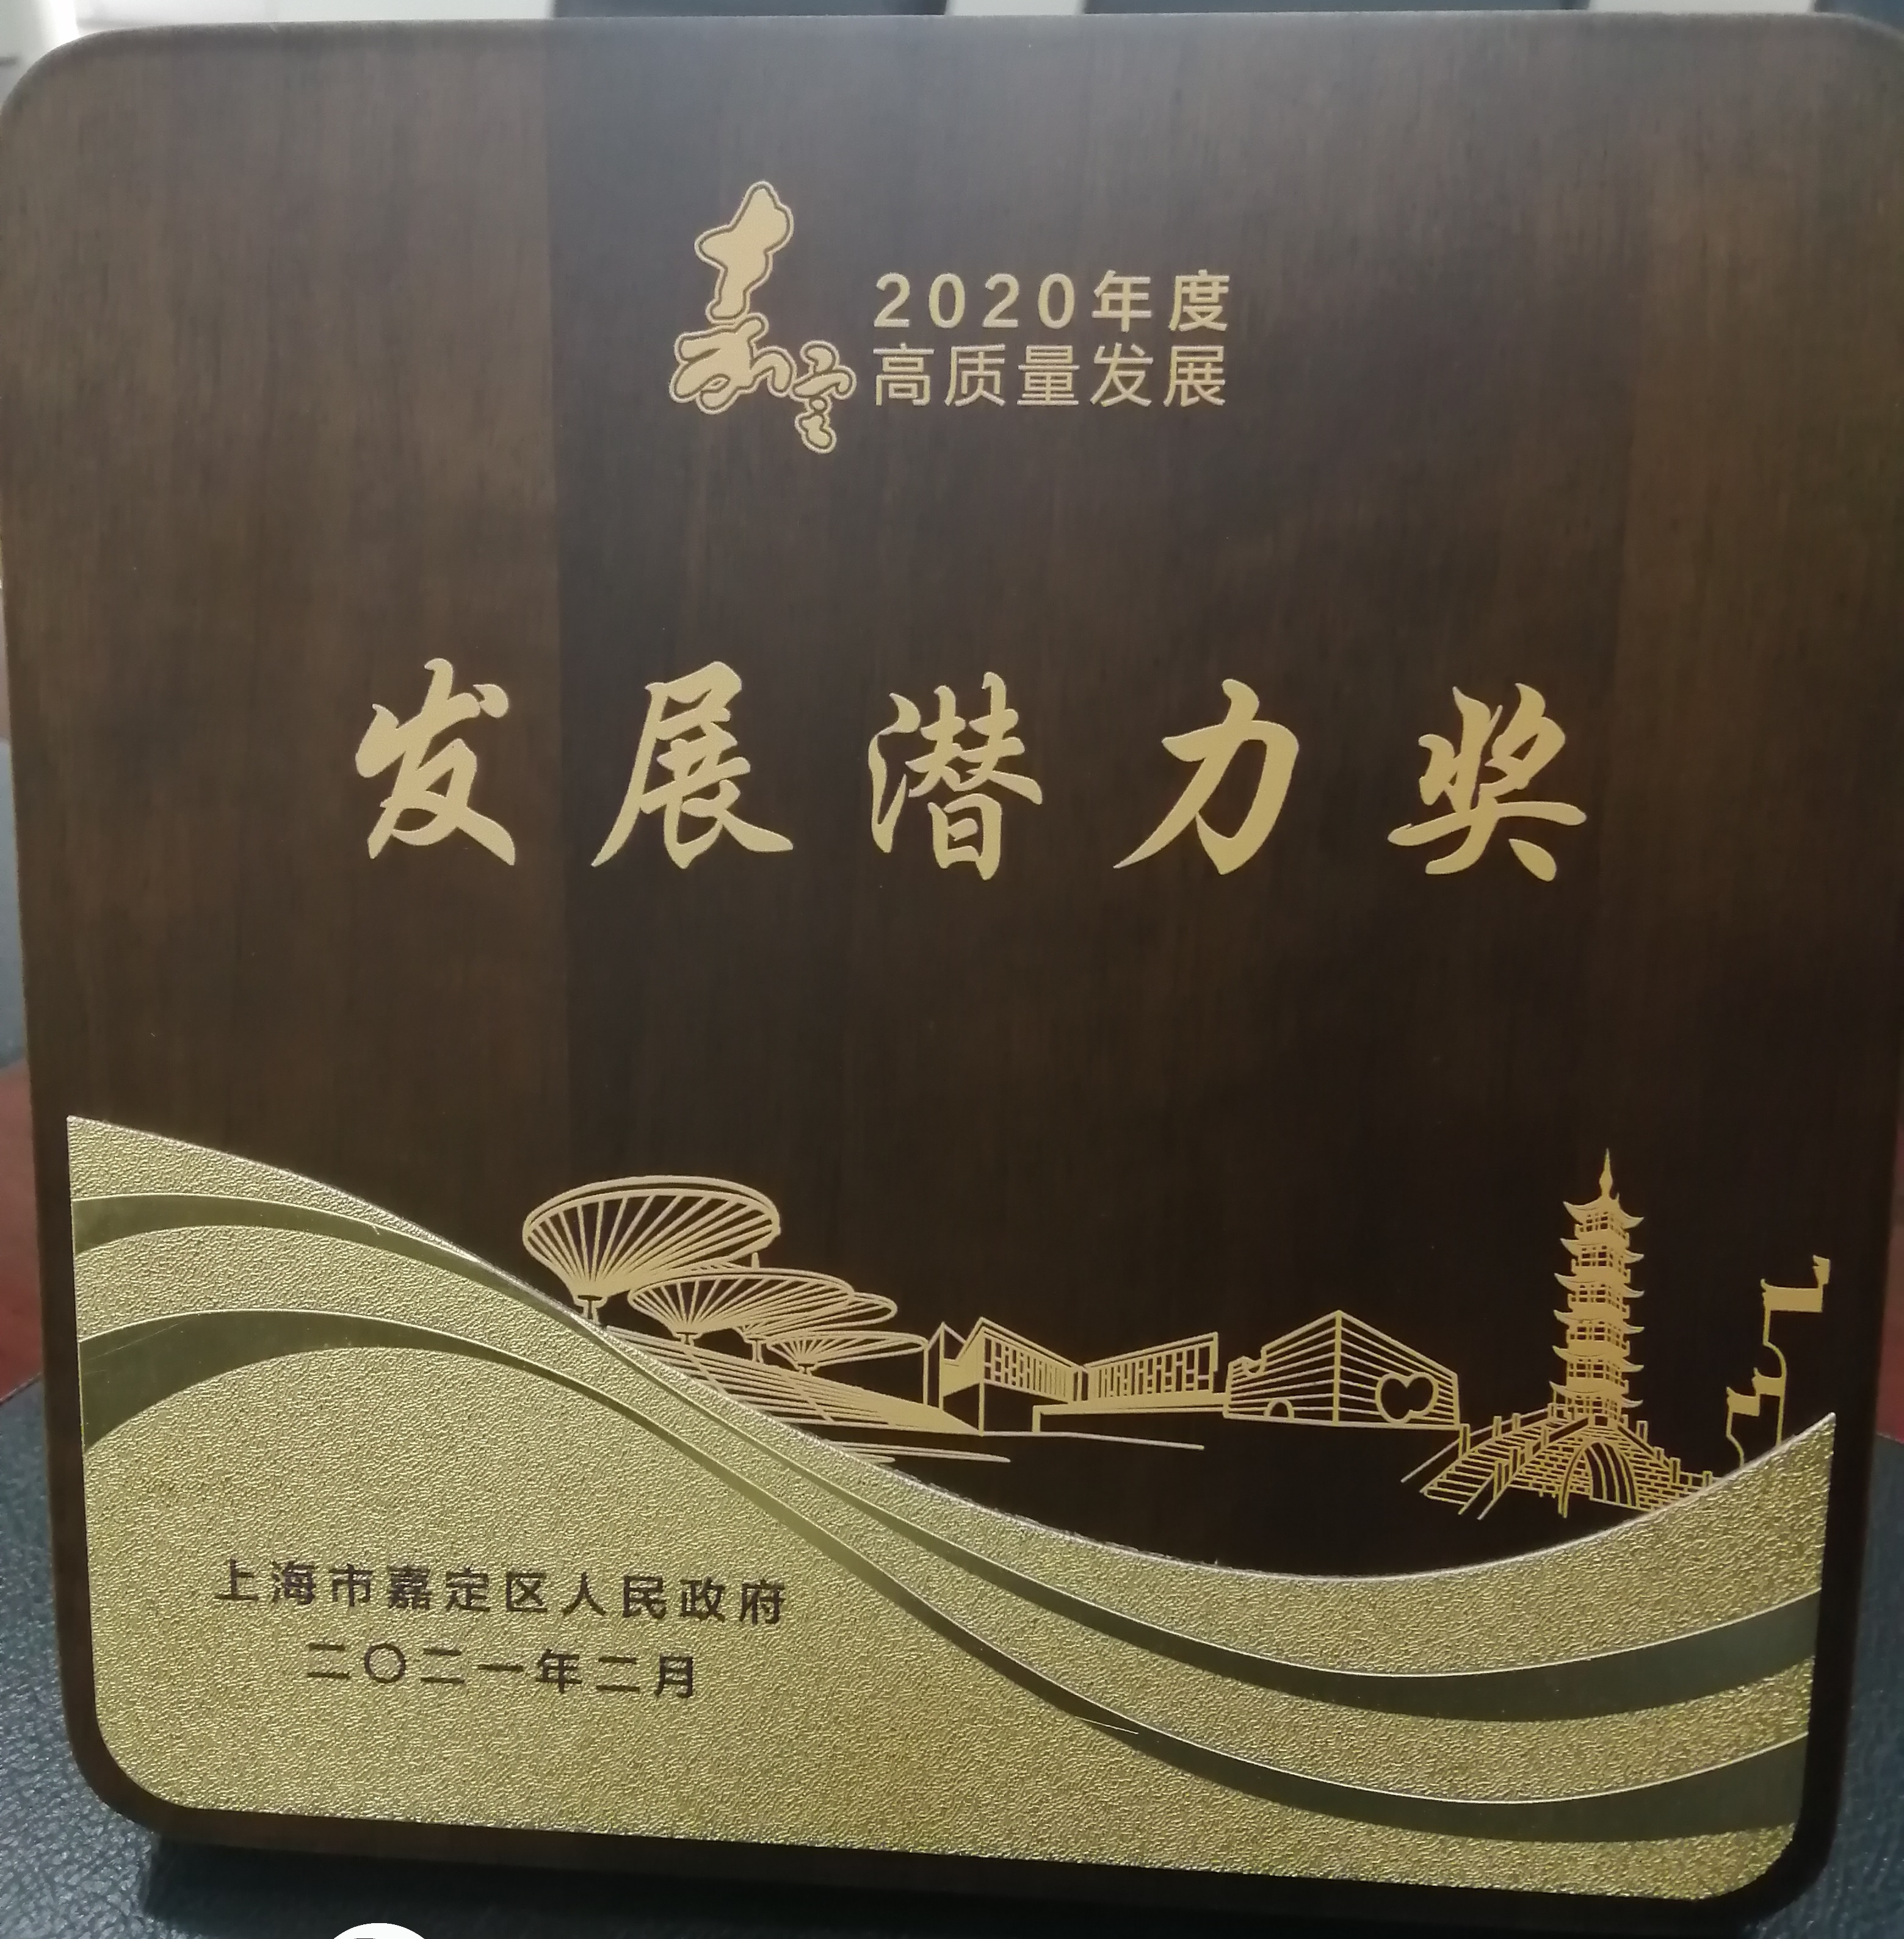 嘉定
2020年度
高质量发展
发展潜力奖
上海市嘉定区人民政府
二〇二一年二月